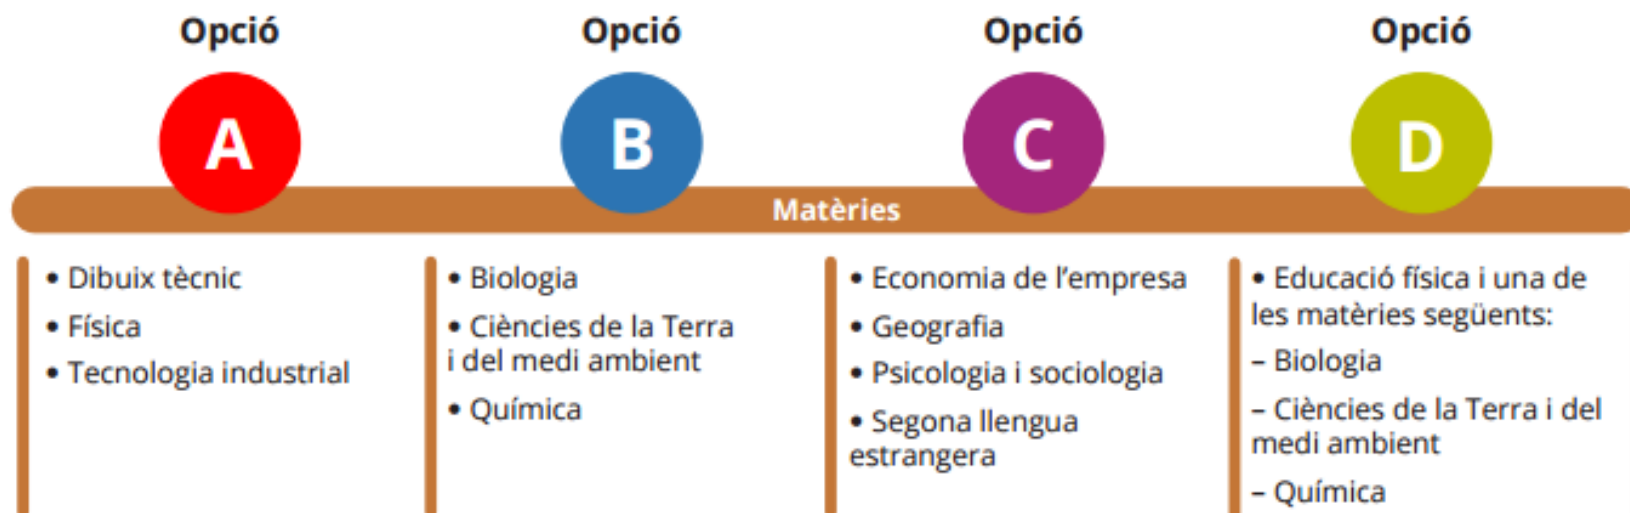 Opció
A
Opció
B
Opció
C
Opció
D
Matèries
• Dibuix tècnic
• Física
• Tecnologia industrial
• Biologia
• Ciències de la Terra
i del medi ambient
• Química
• Economia de l'empresa
• Geografia
• Psicologia i sociologia
• Segona llengua
estrangera
• Educació física i una de
les matèries següents:
– Biologia
– Ciències de la Terra i del
medi ambient
– Química